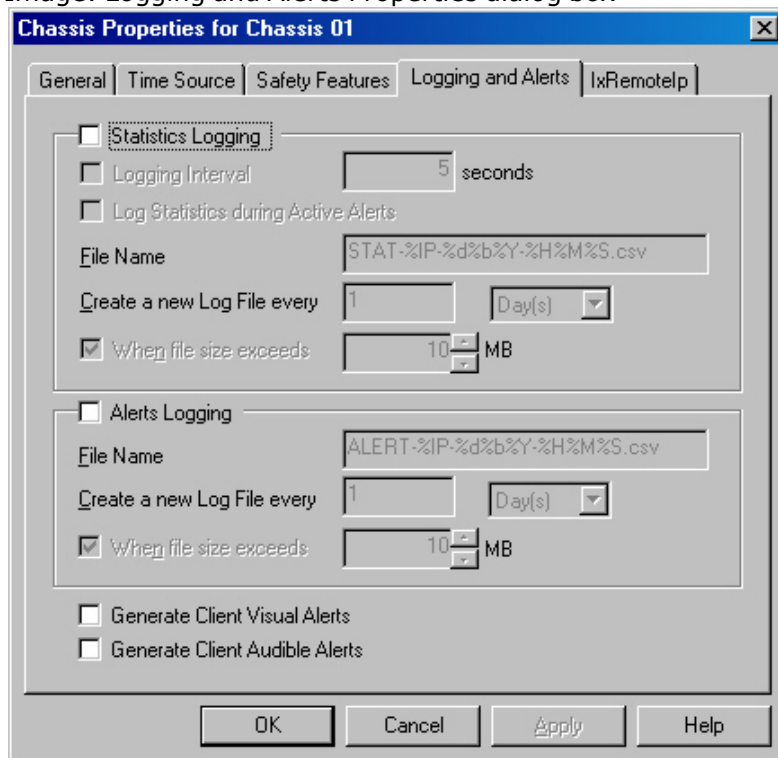 Image: Logging and Alerts Properties dialog box
Chassis Properties for Chassis 01
General Time Source Safety Features Logging and Alerts IxRemoteIp
Statistics Logging
Logging Interval 5 seconds
Log Statistics during Active Alerts
File Name STAT-%IP-%d%b%Y-%H%M%S.csv
Create a new Log File every 1 Day(s)
When file size exceeds 10 MB
Alerts Logging
File Name ALERT-%IP-%d%b%Y-%H%M%S.csv
Create a new Log File every 1 Day(s)
When file size exceeds 10 MB
Generate Client Visual Alerts
Generate Client Audible Alerts
OK Cancel Apply Help